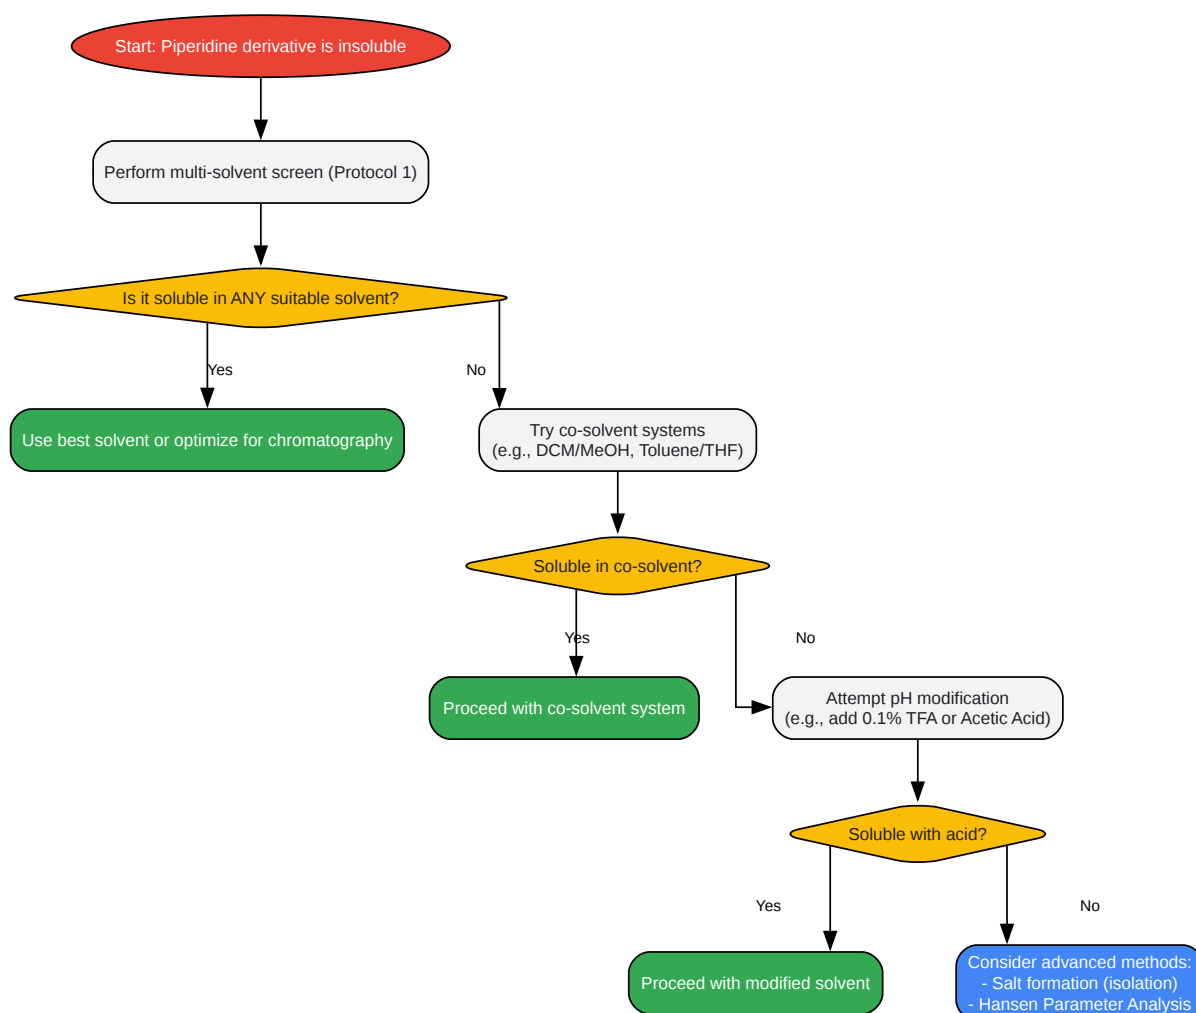 Start: Piperidine derivative is insoluble
Perform multi-solvent screen (Protocol 1)
Is it soluble in ANY suitable solvent?
Yes
No
Use best solvent or optimize for chromatography
Try co-solvent systems
(e.g., DCM/MeOH, Toluene/THF)
Soluble in co-solvent?
Yes
No
Proceed with co-solvent system
Attempt pH modification
(e.g., add 0.1% TFA or Acetic Acid)
Soluble with acid?
Yes
No
Proceed with modified solvent
Consider advanced methods:
- Salt formation (isolation)
- Hansen Parameter Analysis